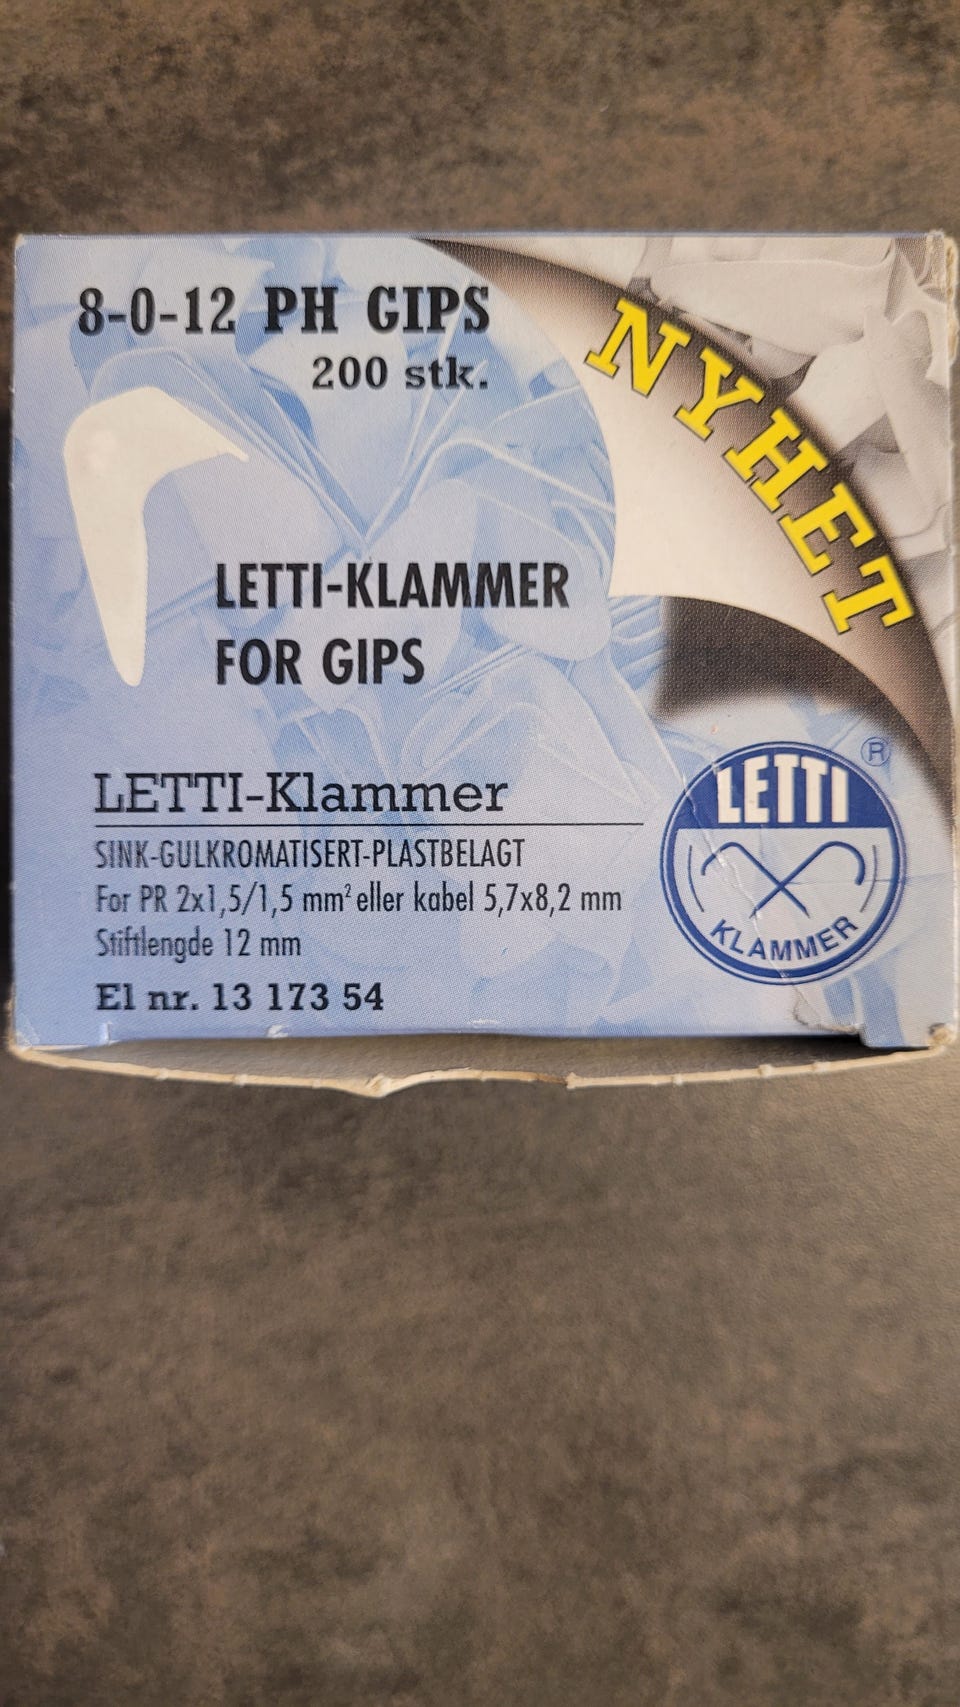 8-0-12 PH GIPS
200 stk.
NYHET
LETTI-KLAMMER
FOR GIPS
LETTI-Klammer
SINK-GULKROMATISERT-PLASTBELAGT
For PR 2x1,5/1,5 mm² eller kabel 5,7x8,2 mm
Stiftlengde 12 mm
El nr. 13 173 54
LETTI ®
KLAMMER